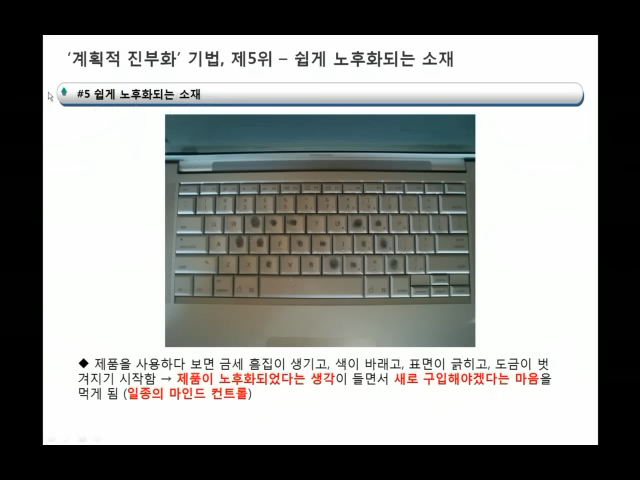 ‘계획적 진부화’ 기법, 제5위 – 쉽게 노후화되는 소재
#5 쉽게 노후화되는 소재
◆ 제품을 사용하다 보면 금세 흠집이 생기고, 색이 바래고, 표면이 긁히고, 도금이 벗
겨지기 시작함 → 제품이 노후화되었다는 생각이 들면서 새로 구입해야겠다는 마음을
먹게 됨 (일종의 마인드 컨트롤)